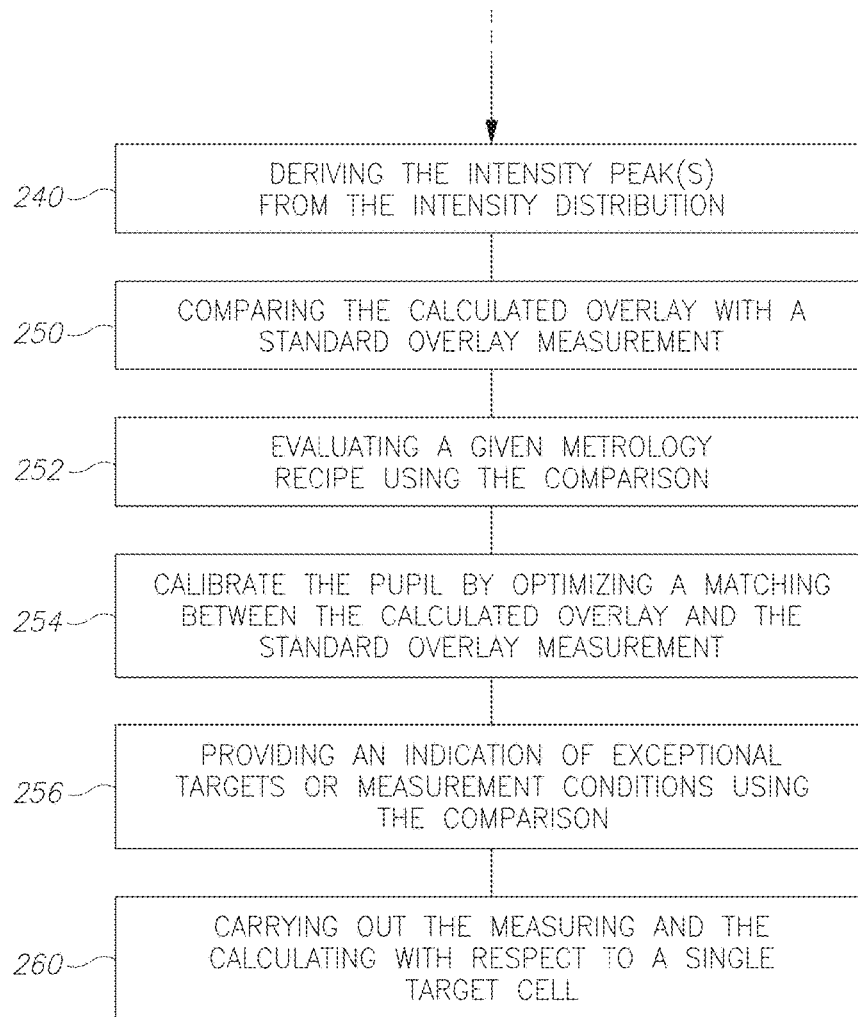 240
DERIVING THE INTENSITY PEAK(S)
FROM THE INTENSITY DISTRIBUTION
250
COMPARING THE CALCULATED OVERLAY WITH A
STANDARD OVERLAY MEASUREMENT
252
EVALUATING A GIVEN METROLOGY
RECIPE USING THE COMPARISON
254
CALIBRATE THE PUPIL BY OPTIMIZING A MATCHING
BETWEEN THE CALCULATED OVERLAY AND THE
STANDARD OVERLAY MEASUREMENT
256
PROVIDING AN INDICATION OF EXCEPTIONAL
TARGETS OR MEASUREMENT CONDITIONS USING
THE COMPARISON
260
CARRYING OUT THE MEASURING AND THE
CALCULATING WITH RESPECT TO A SINGLE
TARGET CELL